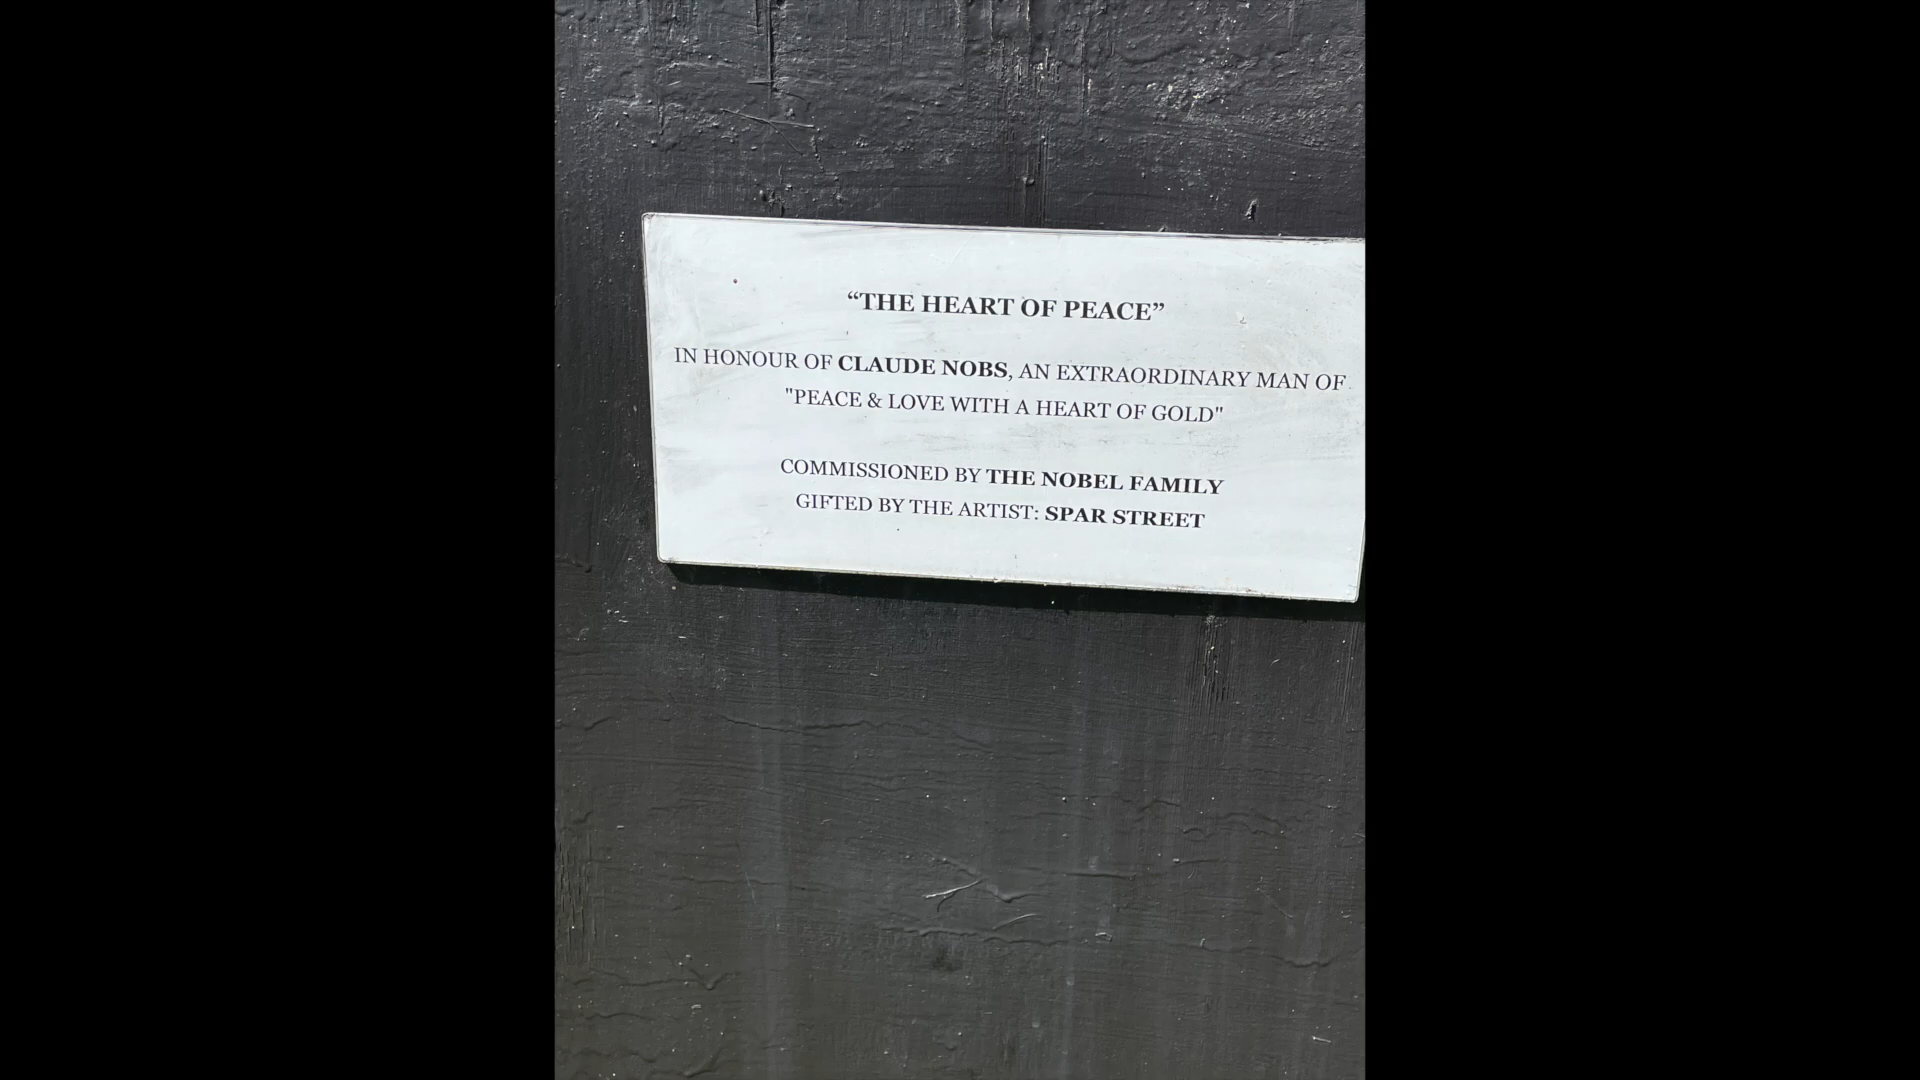 “THE HEART OF PEACE”
IN HONOUR OF CLAUDE NOBS, AN EXTRAORDINARY MAN OF
"PEACE & LOVE WITH A HEART OF GOLD"
COMMISSIONED BY THE NOBEL FAMILY
GIFTED BY THE ARTIST: SPAR STREET